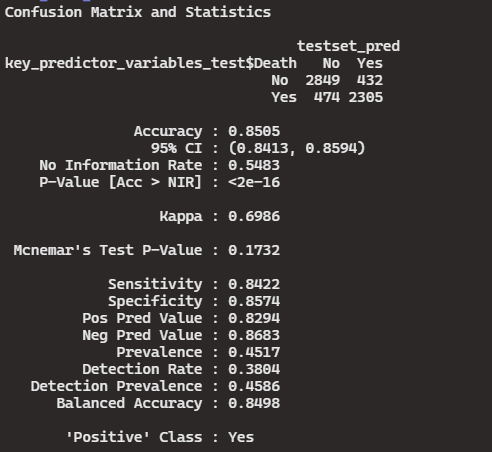 Confusion Matrix and Statistics
testset_pred
key_predictor_variables_test$Death No Yes
No 2849 432
Yes 474 2305
Accuracy : 0.8505
95% CI : (0.8413, 0.8594)
No Information Rate : 0.5483
P-Value [Acc > NIR] : <2e-16
Kappa : 0.6986
Mcnemar's Test P-Value : 0.1732
Sensitivity : 0.8422
Specificity : 0.8574
Pos Pred Value : 0.8294
Neg Pred Value : 0.8683
Prevalence : 0.4517
Detection Rate : 0.3804
Detection Prevalence : 0.4586
Balanced Accuracy : 0.8498
'Positive' Class : Yes